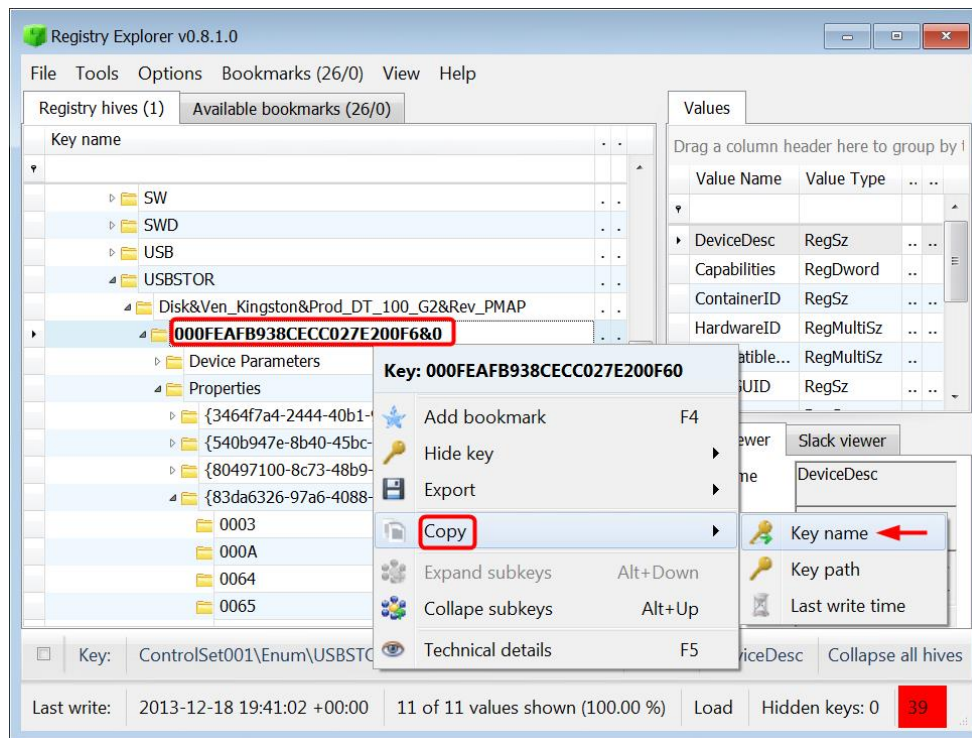 Registry Explorer v0.8.1.0
File Tools Options Bookmarks (26/0) View Help
Registry hives (1) Available bookmarks (26/0)
Key name
SW
SWD
USB
USBSTOR
Disk&Ven_Kingston&Prod_DT_100_G2&Rev_PMAP
000FEAFB938CECC027E200F6&0
Device Parameters
Properties
{3464f7a4-2444-40b1-
{540b947e-8b40-45bc-
{80497100-8c73-48b9-
{83da6326-97a6-4088-
0003
000A
0064
0065
Key: 000FEAFB938CECC027E200F60
Add bookmark F4
Hide key
Export
Copy
Expand subkeys Alt+Down
Collape subkeys Alt+Up
Technical details F5
Key name
Key path
Last write time
Values
Drag a column header here to group by
Value Name Value Type .. ..
DeviceDesc RegSz .. ..
Capabilities RegDword ..
ContainerID RegSz .. ..
HardwareID RegMultiSz .. ..
atible... RegMultiSz ..
GUID RegSz .. ..
ewer Slack viewer
me DeviceDesc
Key: ControlSet001\Enum\USBSTO
iceDesc Collapse all hives
Last write: 2013-12-18 19:41:02 +00:00 11 of 11 values shown (100.00 %) Load Hidden keys: 0 39